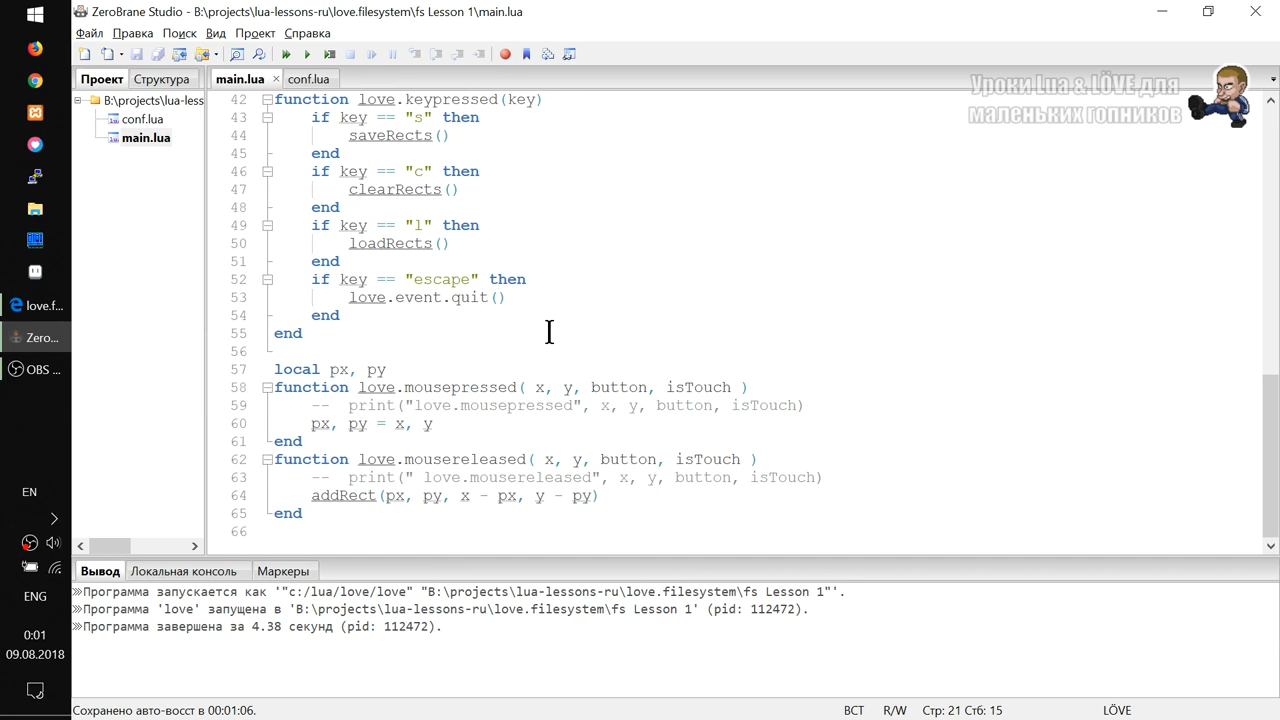 ZeroBrane Studio - B:\projects\lua-lessons-ru\love.filesystem\fs Lesson 1\main.lua
Файл Правка Поиск Вид Проект Справка
Проект Структура
main.lua conf.lua
Уроки Lua & LÖVE для
маленьких гопников
B:\projects\lua-less
conf.lua
main.lua
42 function love.keypressed(key)
43 if key == "s" then
44 saveRects()
45 end
46 if key == "c" then
47 clearRects()
48 end
49 if key == "l" then
50 loadRects()
51 end
52 if key == "escape" then
53 love.event.quit()
54 end
55 end
56
57 local px, py
58 function love.mousepressed( x, y, button, isTouch )
59 -- print("love.mousepressed", x, y, button, isTouch)
60 px, py = x, y
61 end
62 function love.mousereleased( x, y, button, isTouch )
63 -- print(" love.mousereleased", x, y, button, isTouch)
64 addRect(px, py, x - px, y - py)
65 end
66
love.f...
Zero...
OBS ...
EN
ENG
0:01
09.08.2018
Вывод Локальная консоль Маркеры
Программа запускается как '"c:/lua/love/love" "B:\projects\lua-lessons-ru\love.filesystem\fs Lesson 1"'.
Программа 'love' запущена в 'B:\projects\lua-lessons-ru\love.filesystem\fs Lesson 1' (pid: 112472).
Программа завершена за 4.38 секунд (pid: 112472).
Сохранено авто-восст в 00:01:06. ВСТ R/W Стр: 21 Стб: 15 LÖVE